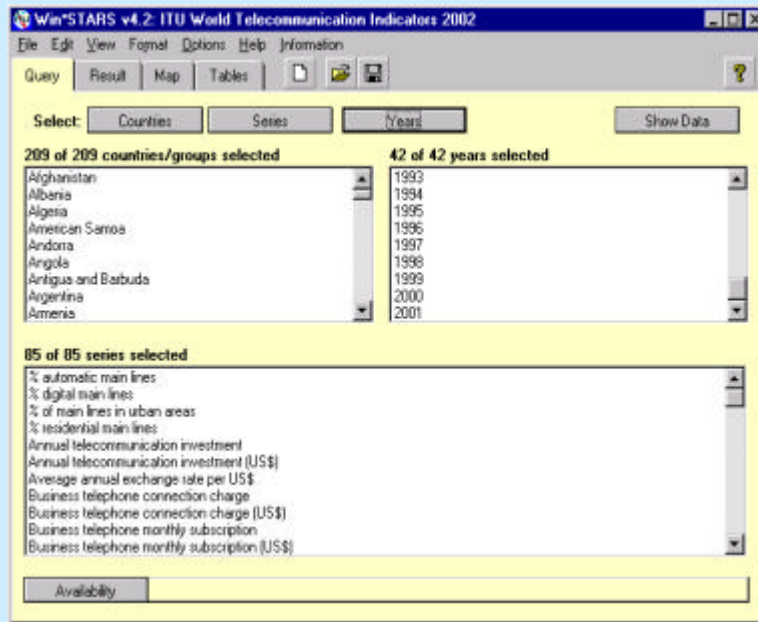 Win*STARS v4.2: ITU World Telecommunication Indicators 2002
File Edit View Format Options Help Information
Query Result Map Tables
Select: Countries Series Years Show Data
209 of 209 countries/groups selected
Afghanistan
Albania
Algeria
American Samoa
Andorra
Angola
Antigua and Barbuda
Argentina
Armenia
42 of 42 years selected
1993
1994
1995
1996
1997
1998
1999
2000
2001
85 of 85 series selected
% automatic main lines
% digital main lines
% of main lines in urban areas
% residential main lines
Annual telecommunication investment
Annual telecommunication investment (US$)
Average annual exchange rate per US$
Business telephone connection charge
Business telephone connection charge (US$)
Business telephone monthly subscription
Business telephone monthly subscription (US$)
Availability